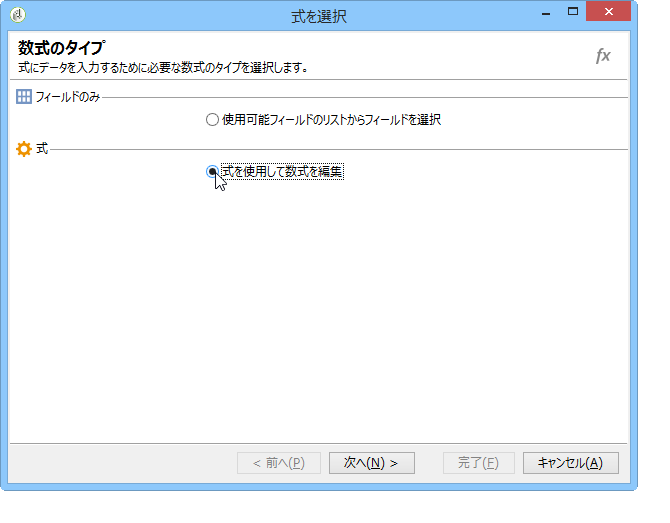 式を選択
数式のタイプ
式にデータを入力するために必要な数式のタイプを選択します。
fx
フィールドのみ
使用可能フィールドのリストからフィールドを選択
式
式を使用して数式を編集
< 前へ(P)
次へ(N) >
完了(F)
キャンセル(A)